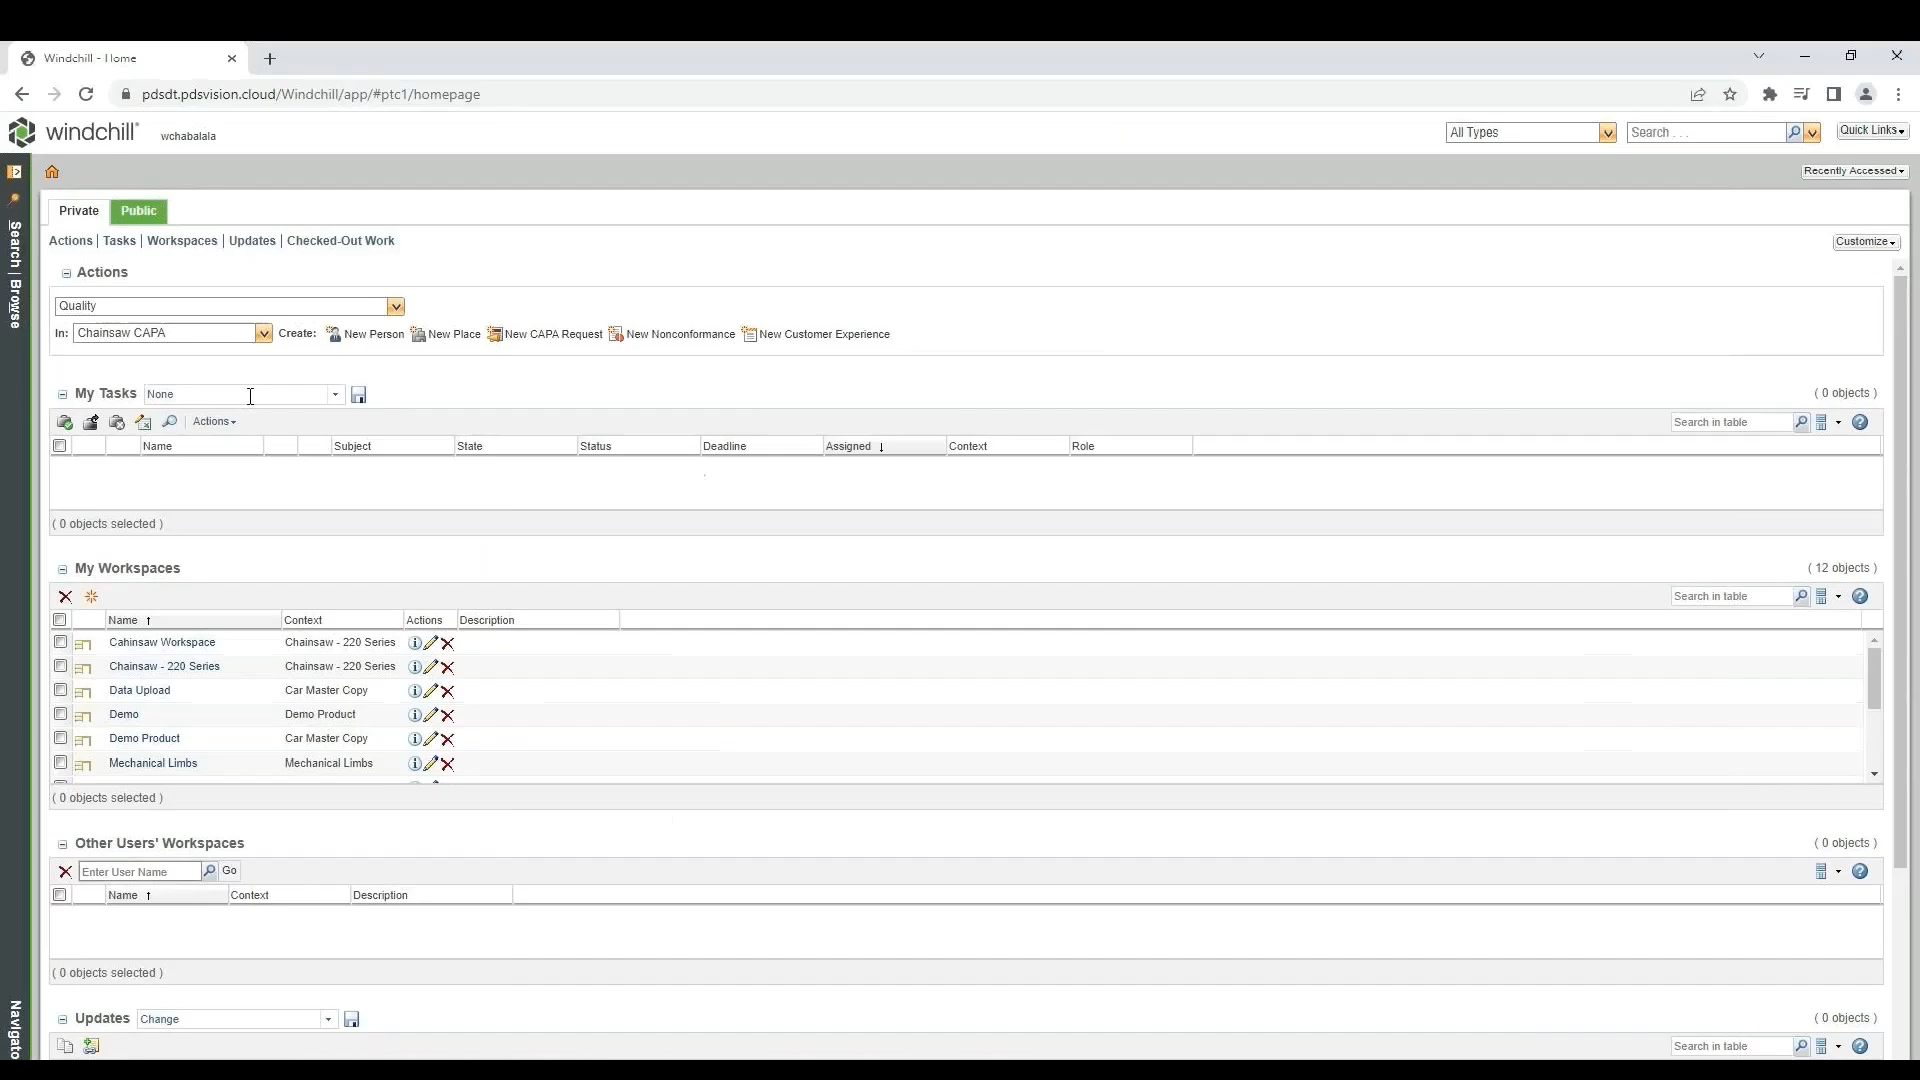 Windchill - Home
pdsdt.pdsvision.cloud/Windchill/app/#ptc1/homepage
windchill® wchabalala All Types Search . . . Quick Links
Recently Accessed
Private Public
Actions | Tasks | Workspaces | Updates | Checked-Out Work Customize
Actions
Quality
In: Chainsaw CAPA Create: New Person New Place New CAPA Request New Nonconformance New Customer Experience
My Tasks None ( 0 objects )
Actions Search in table
Name Subject State Status Deadline Assigned ↓ Context Role
( 0 objects selected )
My Workspaces ( 12 objects )
Search in table
Name ↑ Context Actions Description
Cahinsaw Workspace Chainsaw - 220 Series
Chainsaw - 220 Series Chainsaw - 220 Series
Data Upload Car Master Copy
Demo Demo Product
Demo Product Car Master Copy
Mechanical Limbs Mechanical Limbs
( 0 objects selected )
Other Users' Workspaces ( 0 objects )
Enter User Name Go
Name ↑ Context Description
( 0 objects selected )
Updates Change ( 0 objects )
Search in table
Search | Browse
Navigato